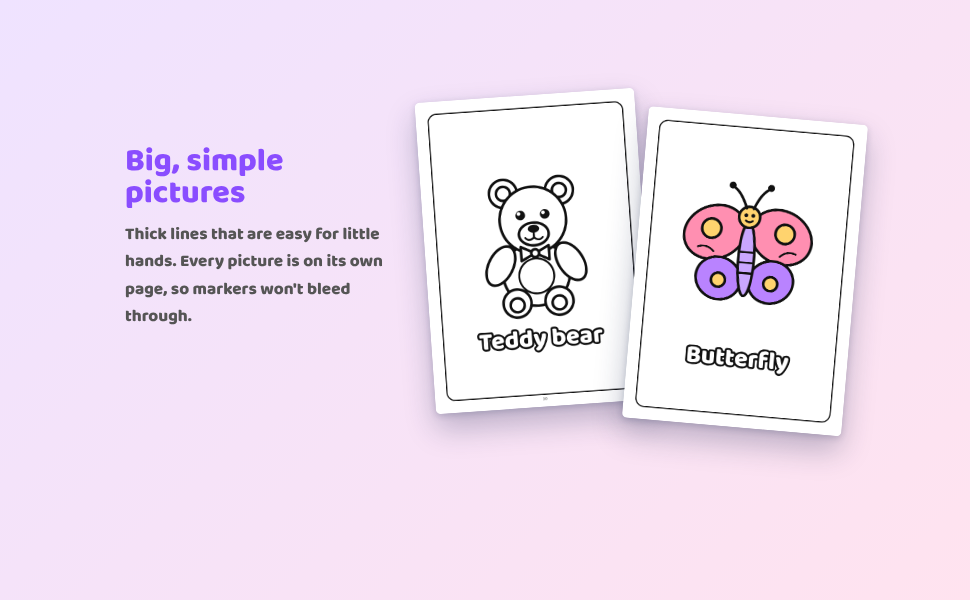 Big, simple
pictures
Thick lines that are easy for little
hands. Every picture is on its own
page, so markers won't bleed
through.
Teddy bear
Butterfly